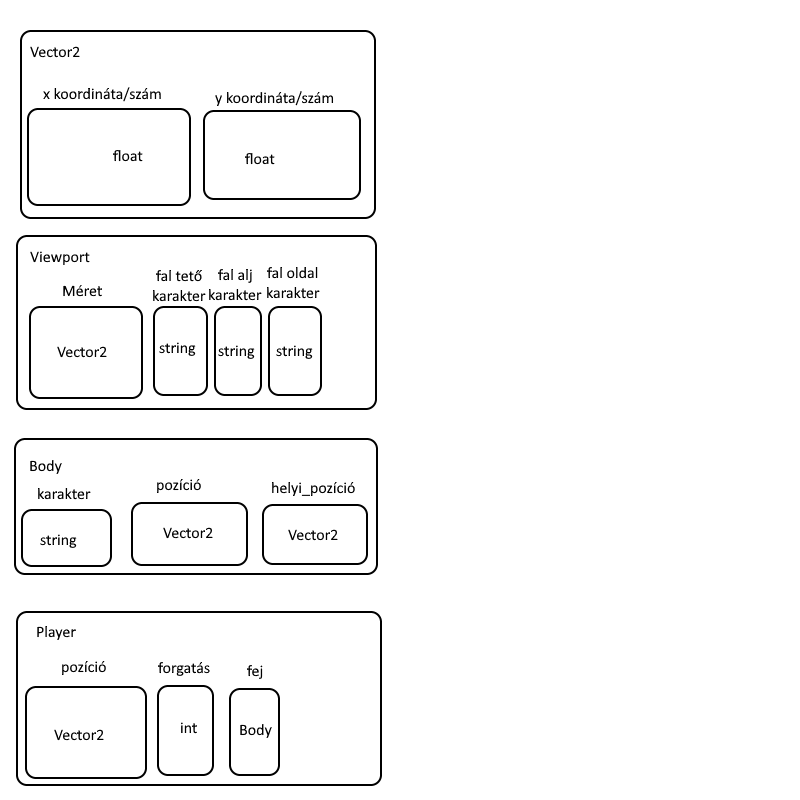 Vector2
x koordináta/szám
y koordináta/szám
float
float
Viewport
Méret
fal tető
karakter
fal alj
karakter
fal oldal
karakter
Vector2
string
string
string
Body
karakter
pozíció
helyi_pozíció
string
Vector2
Vector2
Player
pozíció
forgatás
fej
Vector2
int
Body